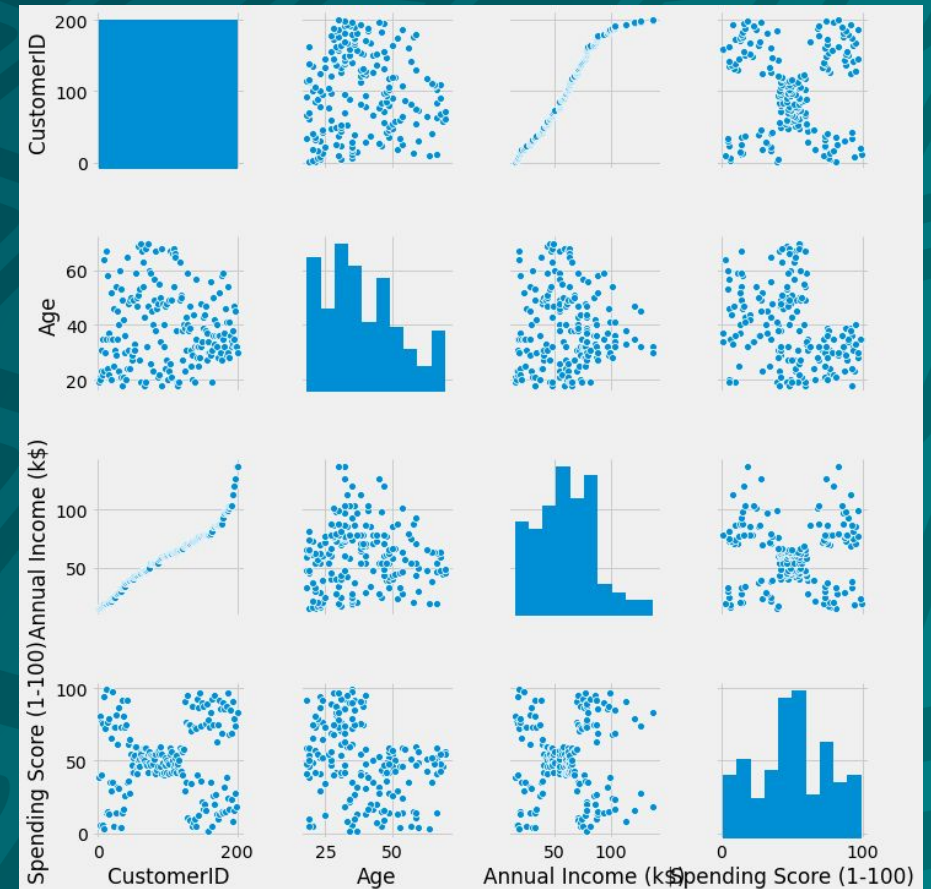 CustomerID
200
100
0
Age
60
40
20
Annual Income (k$)
100
50
Spending Score (1-100)
100
50
0
0 200
25 50
50 100
0 100
CustomerID
Age
Annual Income (k$)
Spending Score (1-100)